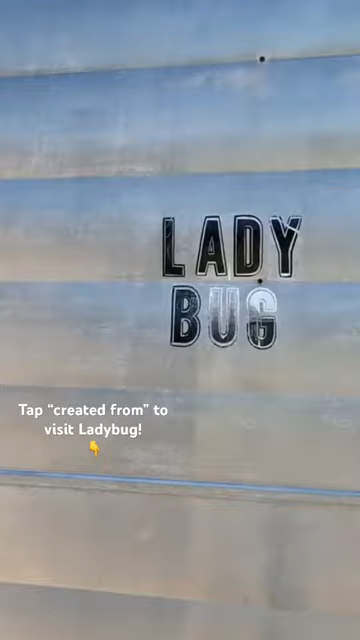 LADY
BUG
Tap “created from” to
visit Ladybug!
👇